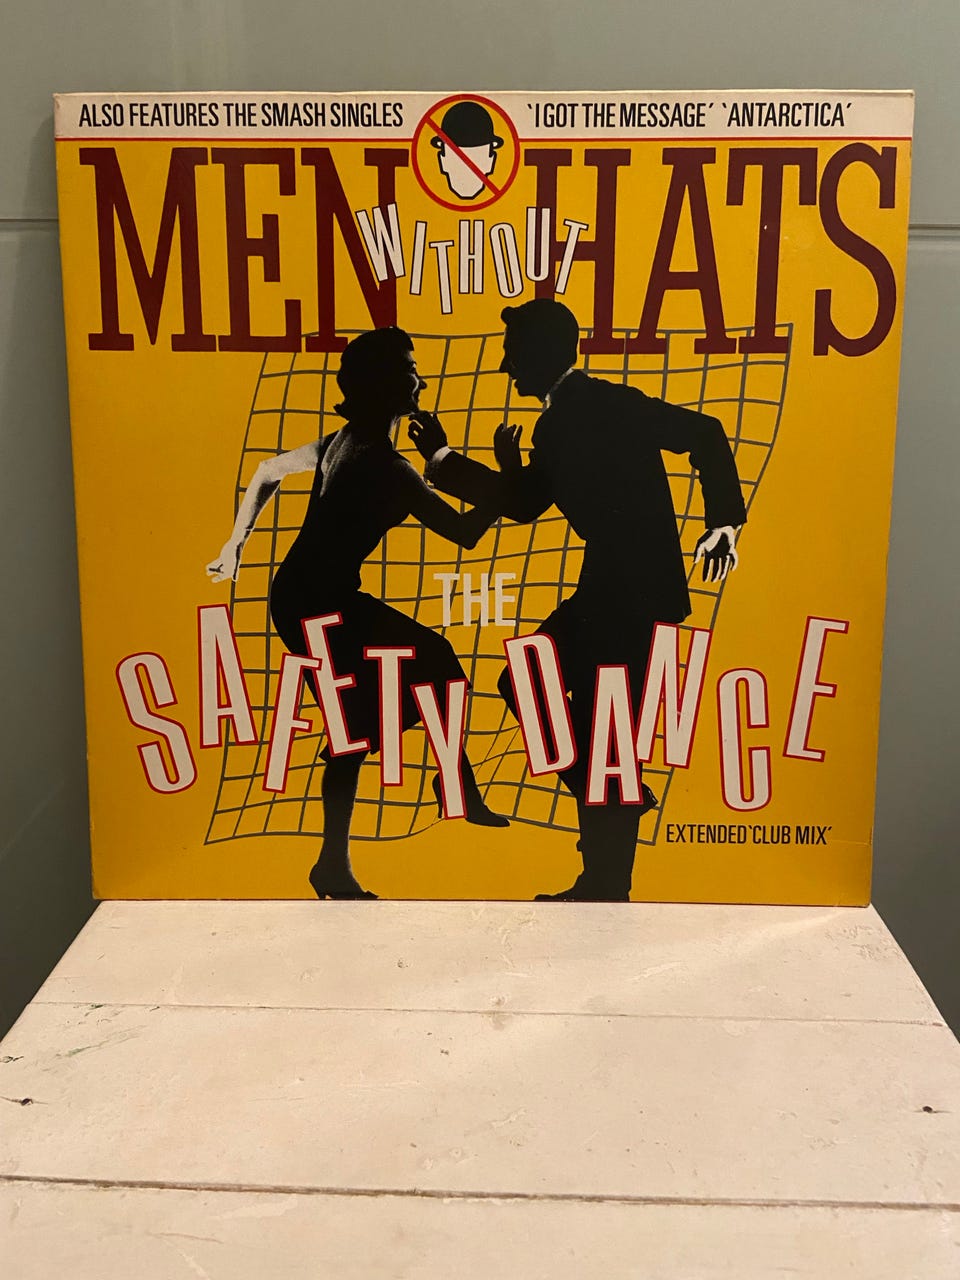 ALSO FEATURES THE SMASH SINGLES `I GOT THE MESSAGE´ `ANTARCTICA´
MEN WITHOUT HATS
THE
SAFETY DANCE
EXTENDED `CLUB MIX´